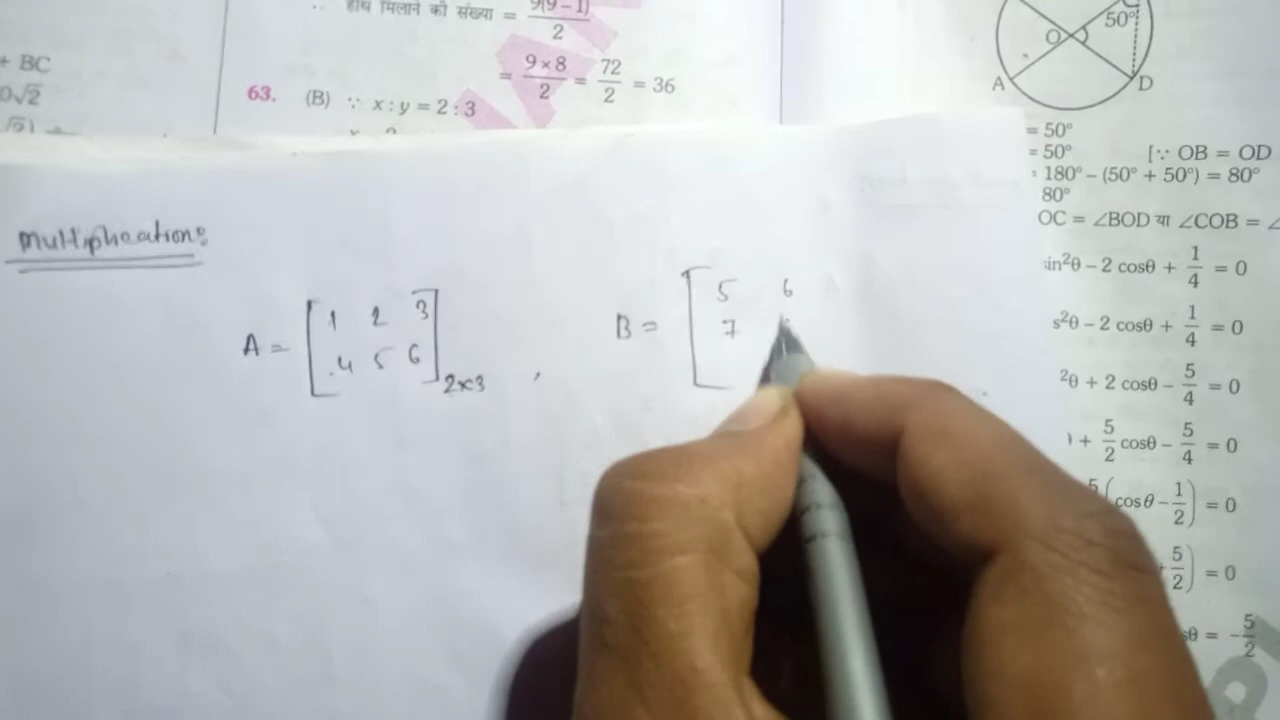 हाथ मिलाने की संख्या = 9(9-1)/2
= 9×8/2 = 72/2 = 36
+ BC
0√2
63. (B) ∵ x : y = 2 : 3
50°
O
A D
= 50°
= 50° [∵ OB = OD
180° – (50° + 50°) = 80°
80°
OC = ∠BOD या ∠COB = ∠
sin²θ – 2 cosθ + 1/4 = 0
s²θ – 2 cosθ + 1/4 = 0
²θ + 2 cosθ – 5/4 = 0
+ 5/2 cosθ – 5/4 = 0
(cosθ – 1/2) = 0
5/2) = 0
sθ = -5/2
Multiplication:
A = [1 2 3
4 5 6] 2×3 ,
B = [5 6
7